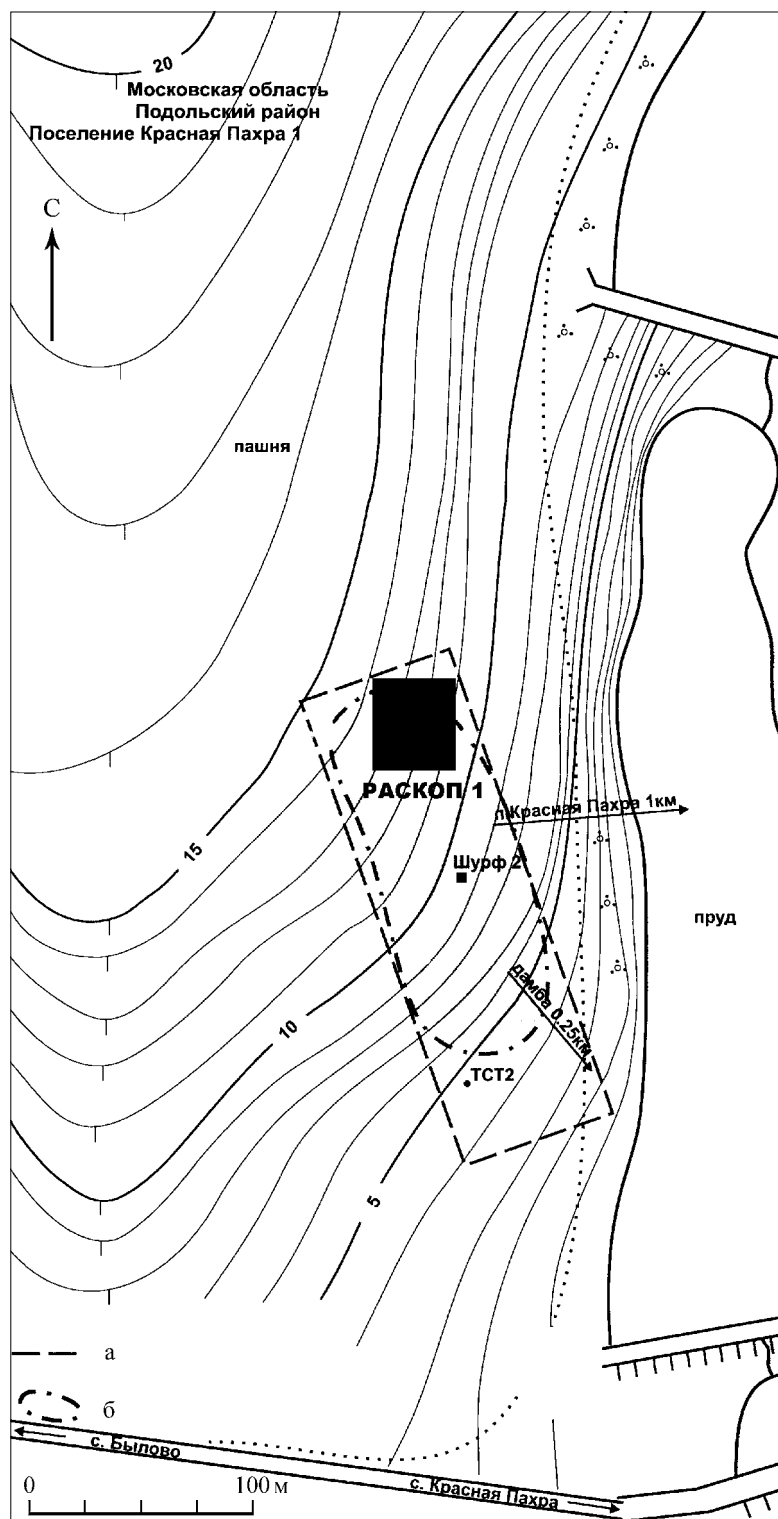 20
Московская область
Подольский район
Поселение Красная Пахра 1
С
пашня
РАСКОП 1
п.Красная Пахра 1км
15
Шурф 2
пруд
дамба 0,25км
10
ТСТ2
5
а
б
с. Былово
с. Красная Пахра
0 100 м